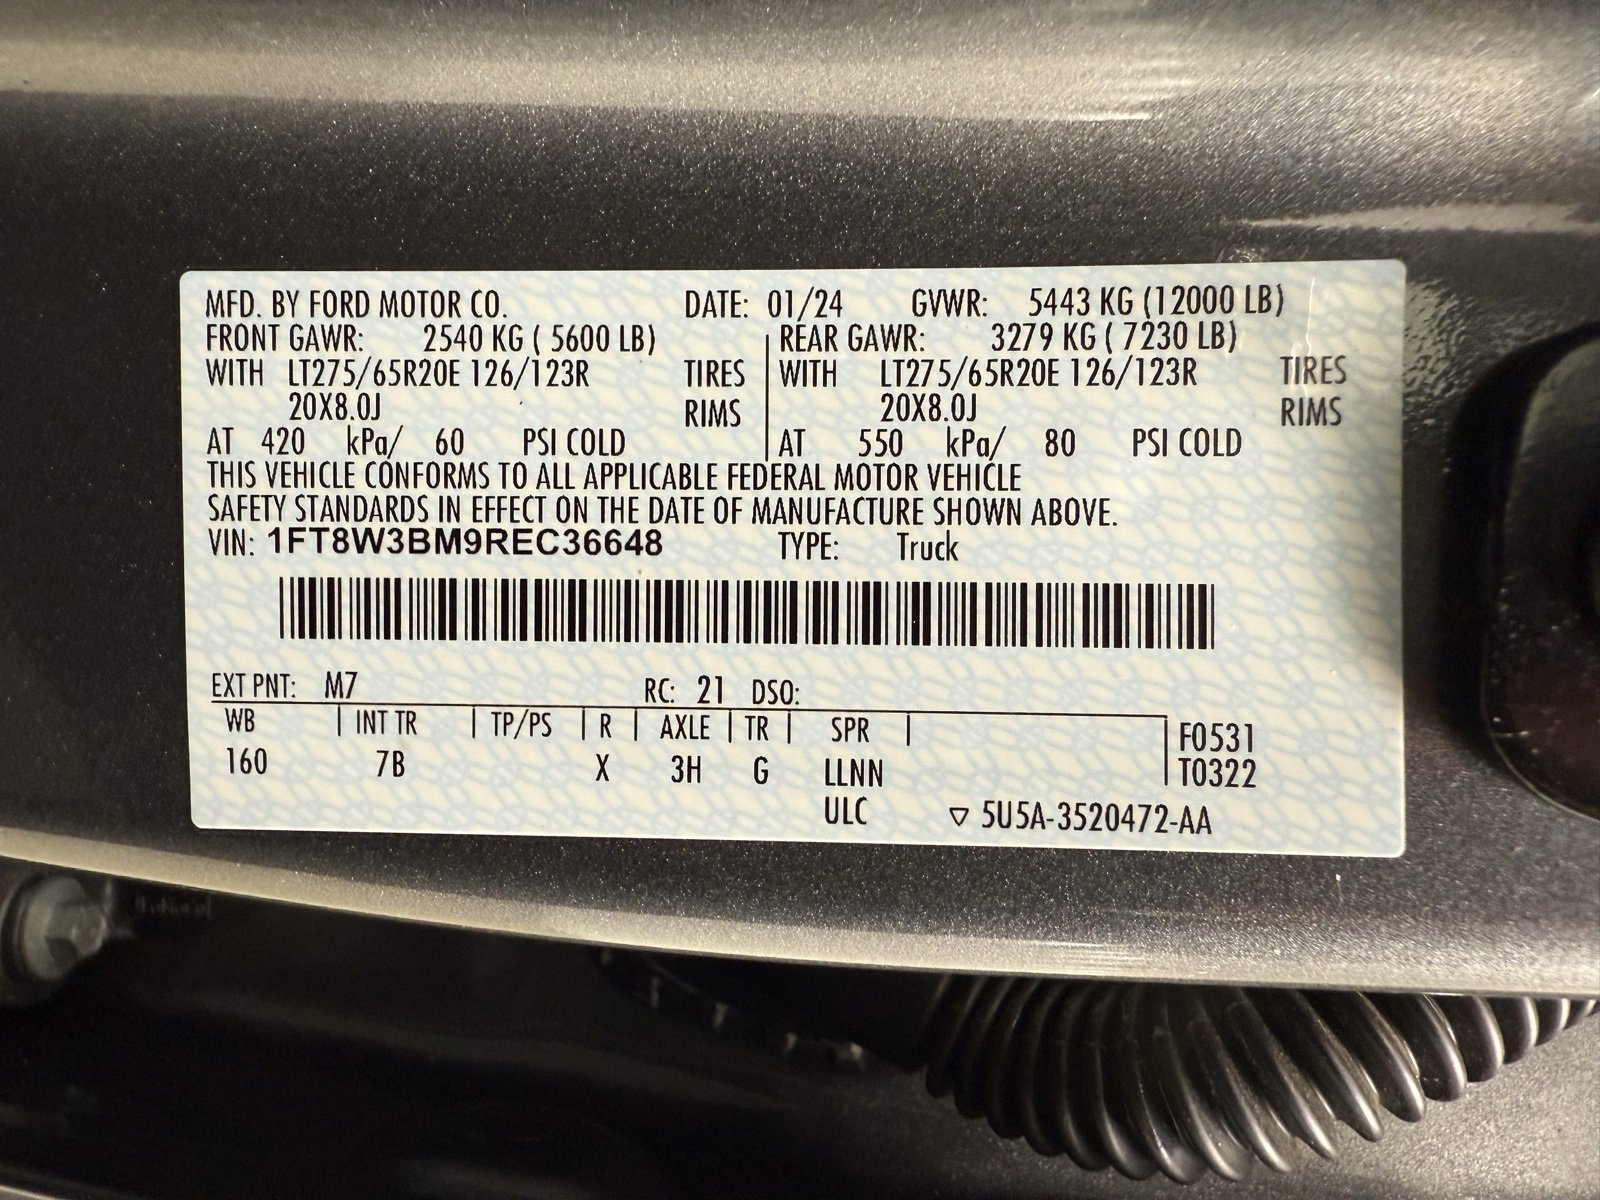 MFD. BY FORD MOTOR CO. DATE: 01/24 GVWR: 5443 KG (12000 LB)
FRONT GAWR: 2540 KG ( 5600 LB) REAR GAWR: 3279 KG ( 7230 LB)
WITH LT275/65R20E 126/123R TIRES WITH LT275/65R20E 126/123R TIRES
20X8.0J RIMS 20X8.0J RIMS
AT 420 kPa/ 60 PSI COLD AT 550 kPa/ 80 PSI COLD
THIS VEHICLE CONFORMS TO ALL APPLICABLE FEDERAL MOTOR VEHICLE
SAFETY STANDARDS IN EFFECT ON THE DATE OF MANUFACTURE SHOWN ABOVE.
VIN: 1FT8W3BM9REC36648 TYPE: Truck
EXT PNT: M7 RC: 21 DSO:
WB INT TR TP/PS R AXLE TR SPR F0531
160 7B X 3H G LLNN T0322
ULC ▽ 5U5A-3520472-AA